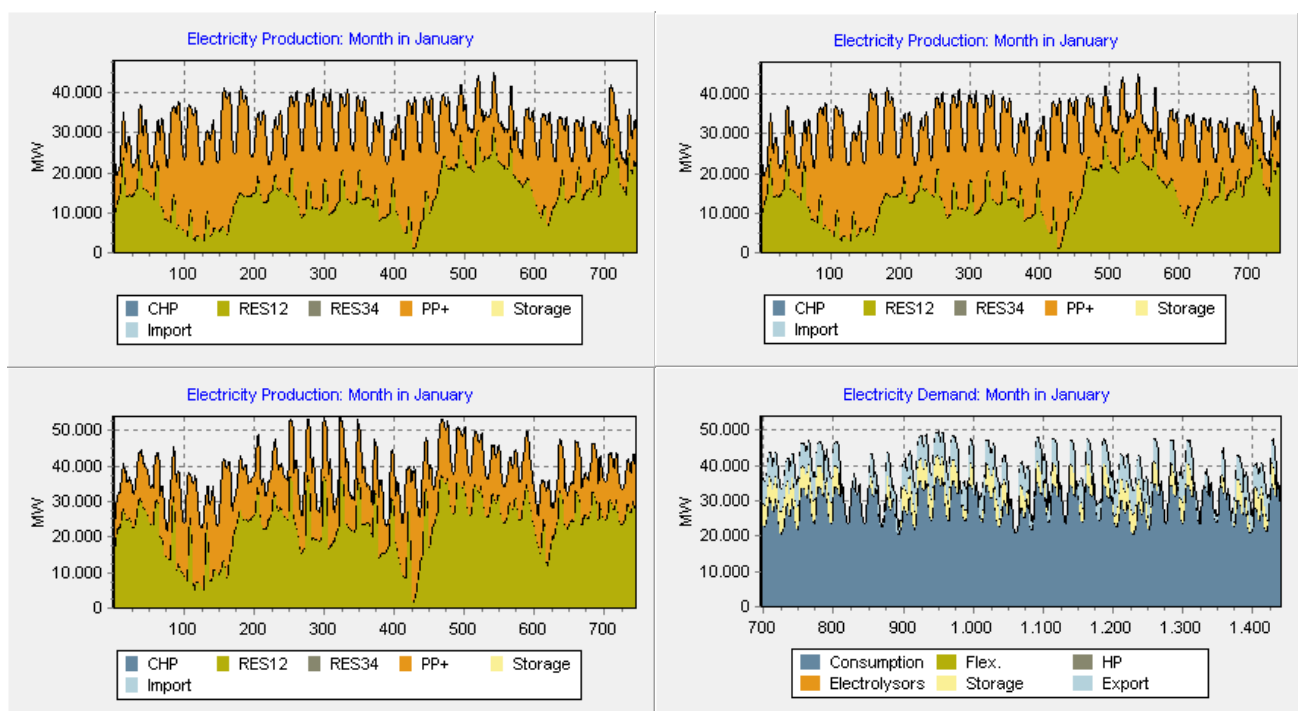 Electricity Production: Month in January
MW
40.000
30.000
20.000
10.000
0
100 200 300 400 500 600 700
CHP RES12 RES34 PP+ Storage
Import
Electricity Production: Month in January
MW
40.000
30.000
20.000
10.000
0
100 200 300 400 500 600 700
CHP RES12 RES34 PP+ Storage
Import
Electricity Production: Month in January
MW
50.000
40.000
30.000
20.000
10.000
0
100 200 300 400 500 600 700
CHP RES12 RES34 PP+ Storage
Import
Electricity Demand: Month in January
MW
50.000
40.000
30.000
20.000
10.000
0
700 800 900 1.000 1.100 1.200 1.300 1.400
Consumption Flex. HP
Electrolysors Storage Export